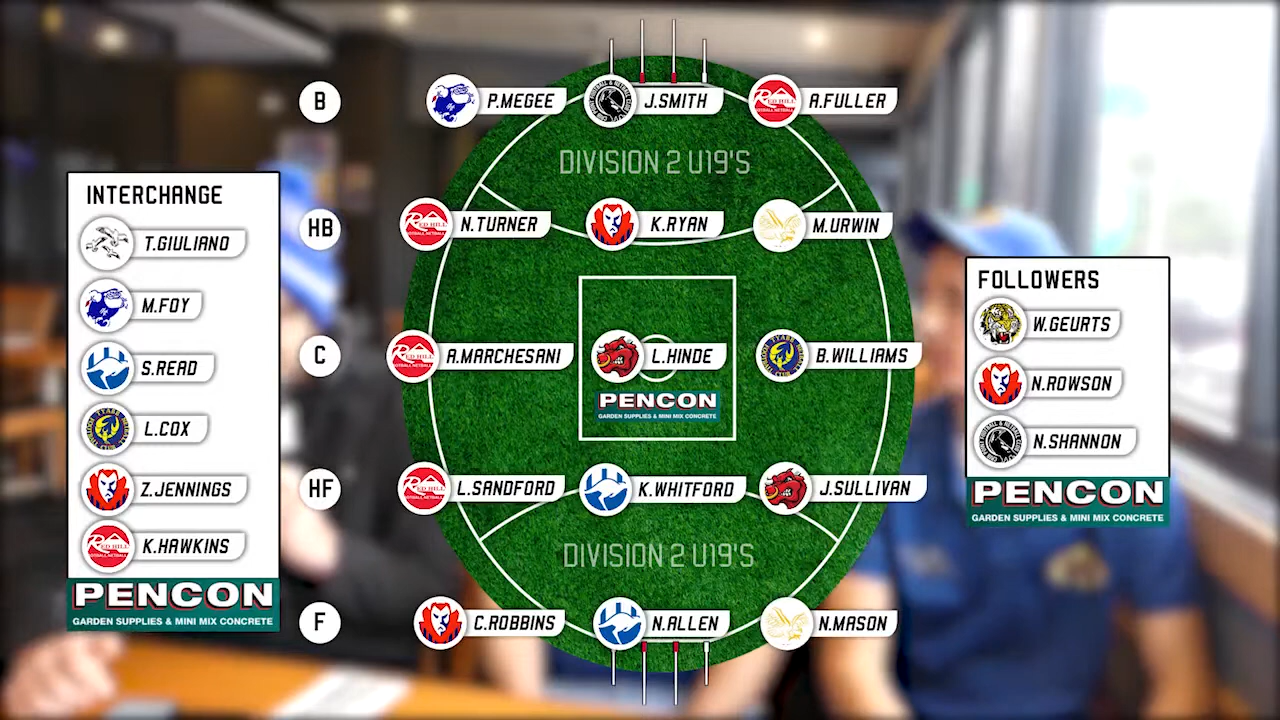 B
P.MEGEE
J.SMITH
A.FULLER
DIVISION 2 U19'S
HB
N.TURNER
K.RYAN
M.URWIN
C
A.MARCHESANI
L.HINDE
B.WILLIAMS
PENCON
GARDEN SUPPLIES & MINI MIX CONCRETE
HF
L.SANDFORD
K.WHITFORD
J.SULLIVAN
DIVISION 2 U19'S
F
C.ROBBINS
N.ALLEN
N.MASON
INTERCHANGE
T.GIULIANO
M.FOY
S.READ
L.COX
Z.JENNINGS
RED HILL
K.HAWKINS
PENCON
GARDEN SUPPLIES & MINI MIX CONCRETE
FOLLOWERS
W.GEURTS
N.ROWSON
N.SHANNON
PENCON
GARDEN SUPPLIES & MINI MIX CONCRETE